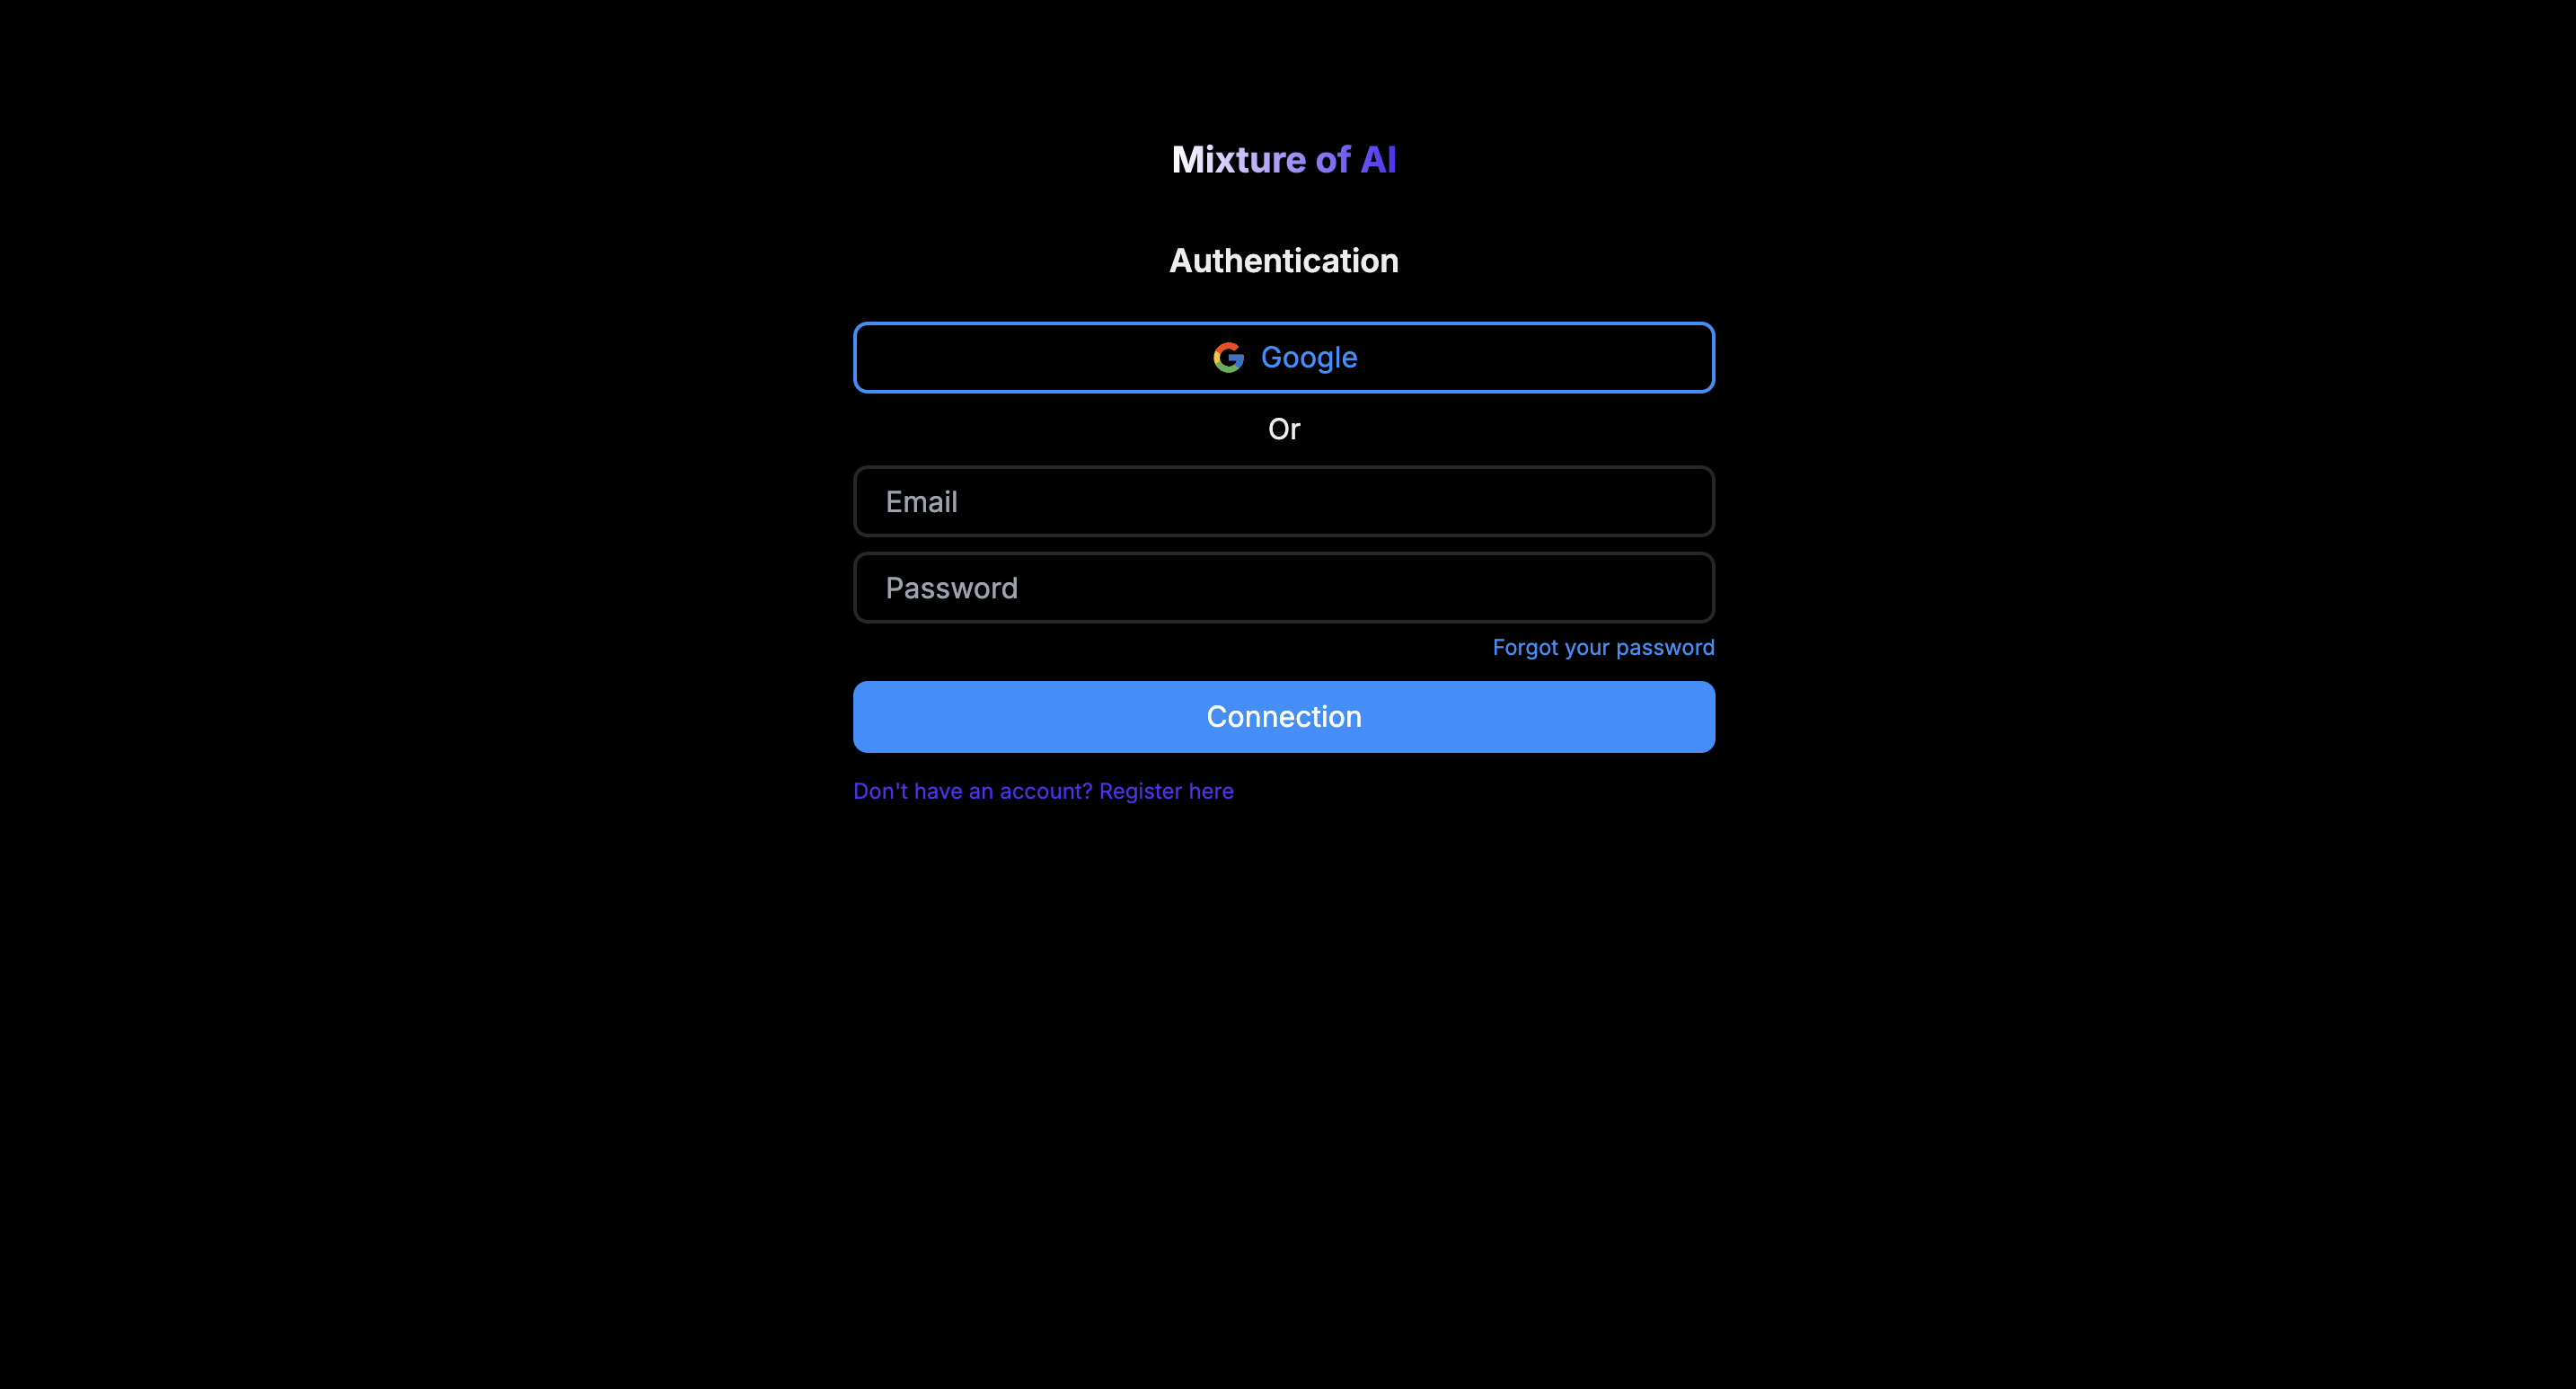 Mixture of AI
Authentication
Google
Or
Email
Password
Forgot your password
Connection
Don't have an account? Register here